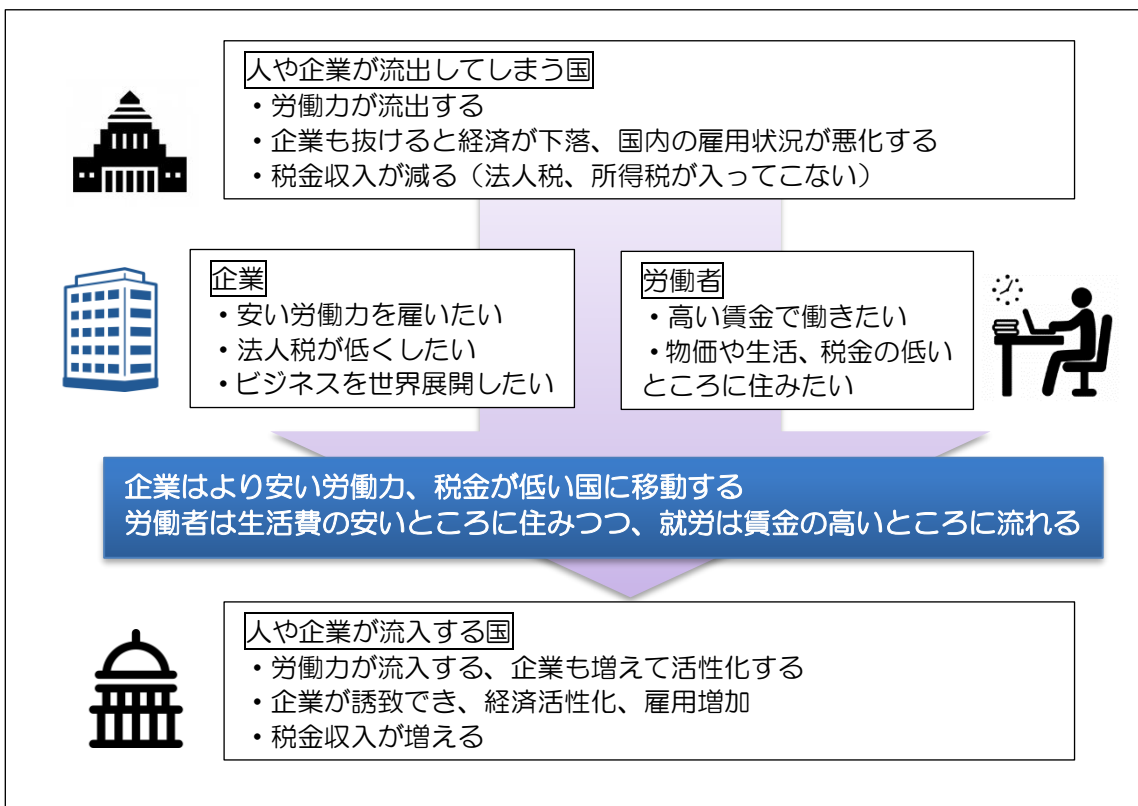 人や企業が流出してしまう国
・労働力が流出する
・企業も抜けると経済が下落、国内の雇用状況が悪化する
・税金収入が減る（法人税、所得税が入ってこない）
企業
・安い労働力を雇いたい
・法人税が低くしたい
・ビジネスを世界展開したい
労働者
・高い賃金で働きたい
・物価や生活、税金の低い
ところに住みたい
企業はより安い労働力、税金が低い国に移動する
労働者は生活費の安いところに住みつつ、就労は賃金の高いところに流れる
人や企業が流入する国
・労働力が流入する、企業も増えて活性化する
・企業が誘致でき、経済活性化、雇用増加
・税金収入が増える